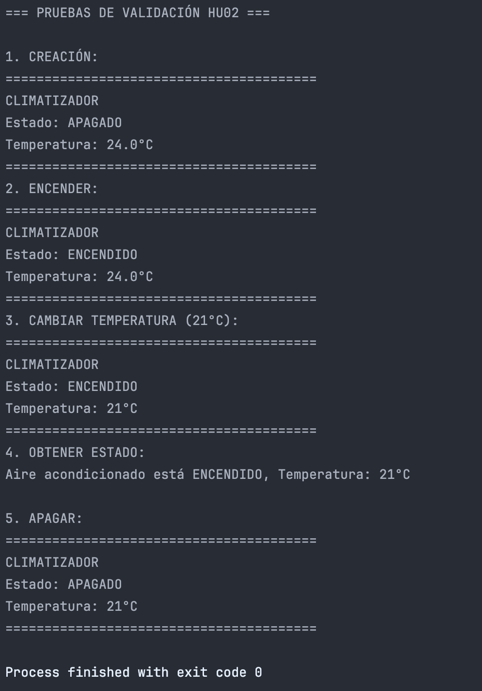 === PRUEBAS DE VALIDACIÓN HU02 ===
1. CREACIÓN:
========================================
CLIMATIZADOR
Estado: APAGADO
Temperatura: 24.0°C
========================================
2. ENCENDER:
========================================
CLIMATIZADOR
Estado: ENCENDIDO
Temperatura: 24.0°C
========================================
3. CAMBIAR TEMPERATURA (21°C):
========================================
CLIMATIZADOR
Estado: ENCENDIDO
Temperatura: 21°C
========================================
4. OBTENER ESTADO:
Aire acondicionado está ENCENDIDO, Temperatura: 21°C
5. APAGAR:
========================================
CLIMATIZADOR
Estado: APAGADO
Temperatura: 21°C
========================================
Process finished with exit code 0